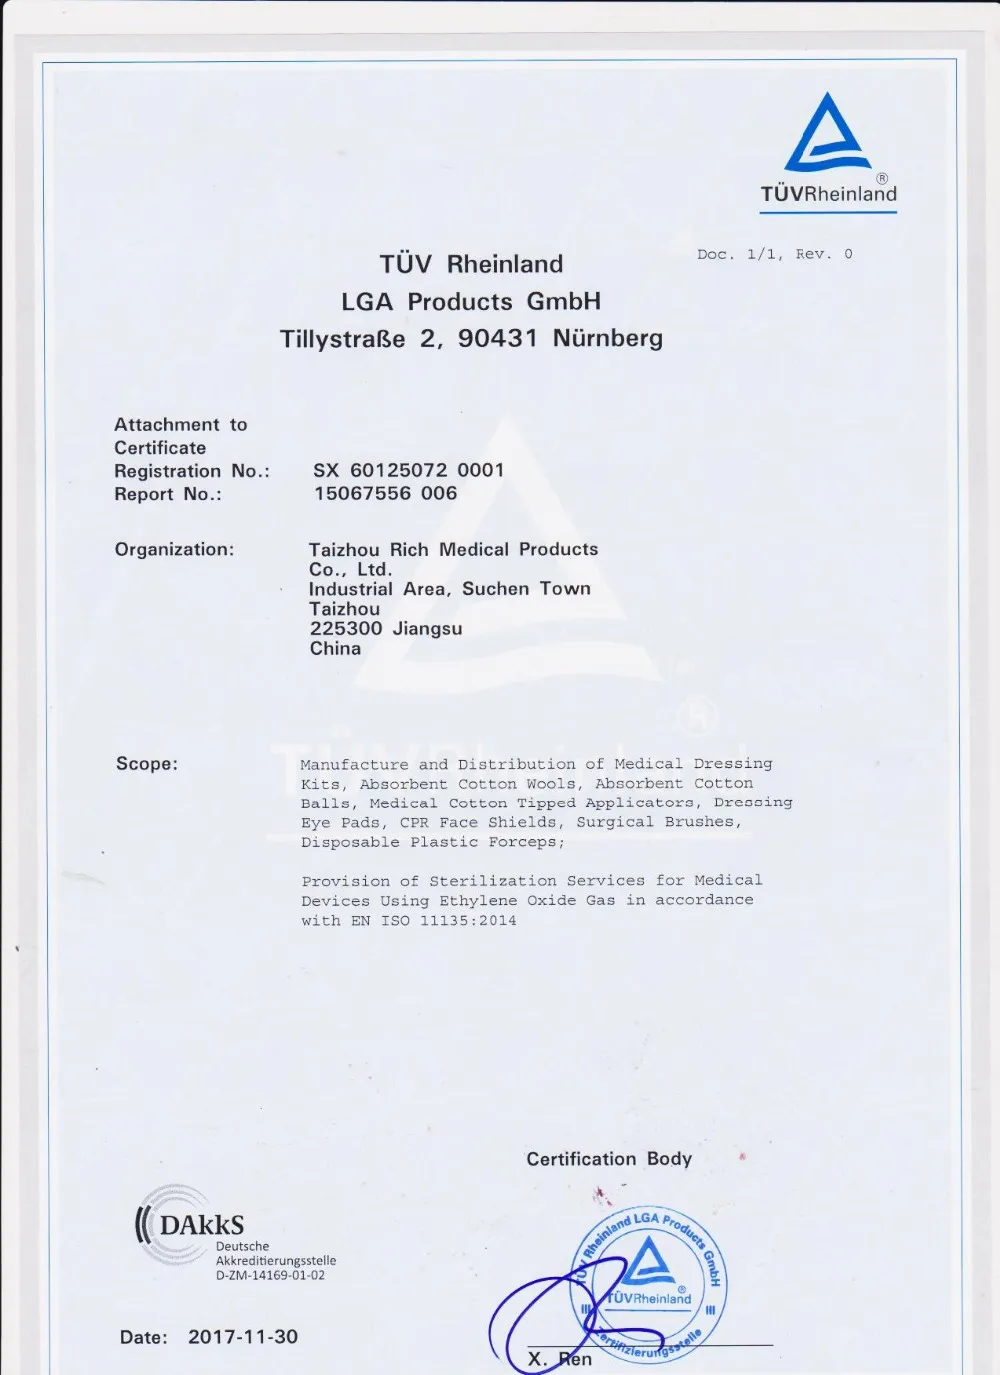 TÜVRheinland®
Doc. 1/1, Rev. 0
TÜV Rheinland
LGA Products GmbH
Tillystraße 2, 90431 Nürnberg
Attachment to
Certificate
Registration No.: SX 60125072 0001
Report No.: 15067556 006
Organization: Taizhou Rich Medical Products
Co., Ltd.
Industrial Area, Suchen Town
Taizhou
225300 Jiangsu
China
TÜVRheinland®
Scope: Manufacture and Distribution of Medical Dressing
Kits, Absorbent Cotton Wools, Absorbent Cotton
Balls, Medical Cotton Tipped Applicators, Dressing
Eye Pads, CPR Face Shields, Surgical Brushes,
Disposable Plastic Forceps;
Provision of Sterilization Services for Medical
Devices Using Ethylene Oxide Gas in accordance
with EN ISO 11135:2014
Certification Body
DAkkS
Deutsche
Akkreditierungsstelle
D-ZM-14169-01-02
TÜV Rheinland LGA Products GmbH
TÜVRheinland®
Zertifizierungsstelle
Date: 2017-11-30
X. Ren